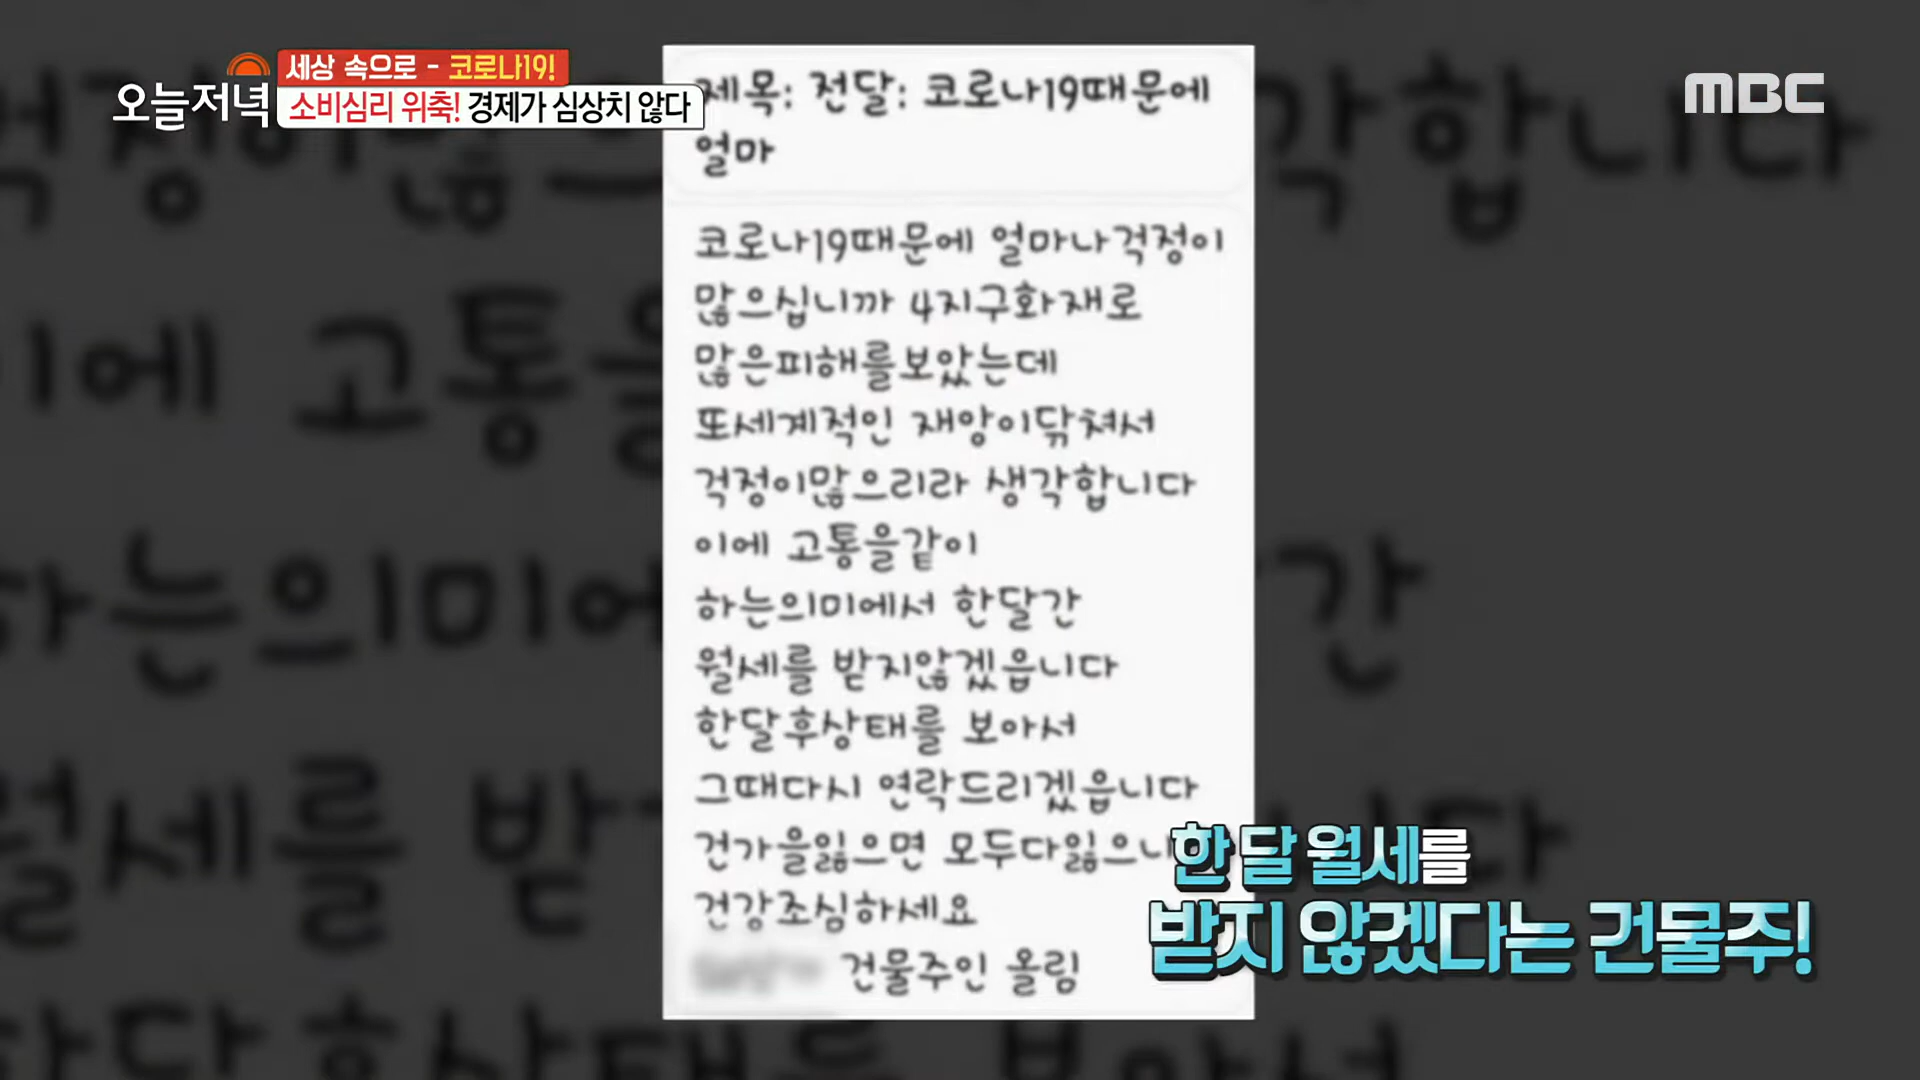 세상 속으로 - 코로나19!
오늘저녁
소비심리 위축! 경제가 심상치 않다
MBC
제목: 전달: 코로나19때문에
얼마
코로나19때문에 얼마나걱정이
많으십니까 4지구화재로
많은피해를보았는데
또세계적인 재앙이닦쳐서
걱정이많으리라 생각합니다
이에 고통을같이
하는의미에서 한달간
월세를 받지않겠읍니다
한달후상태를 보아서
그때다시 연락드리겠읍니다
건가을잃으면 모두다잃으니
건강조심하세요
건물주인 올림
한 달 월세를
받지 않겠다는 건물주!